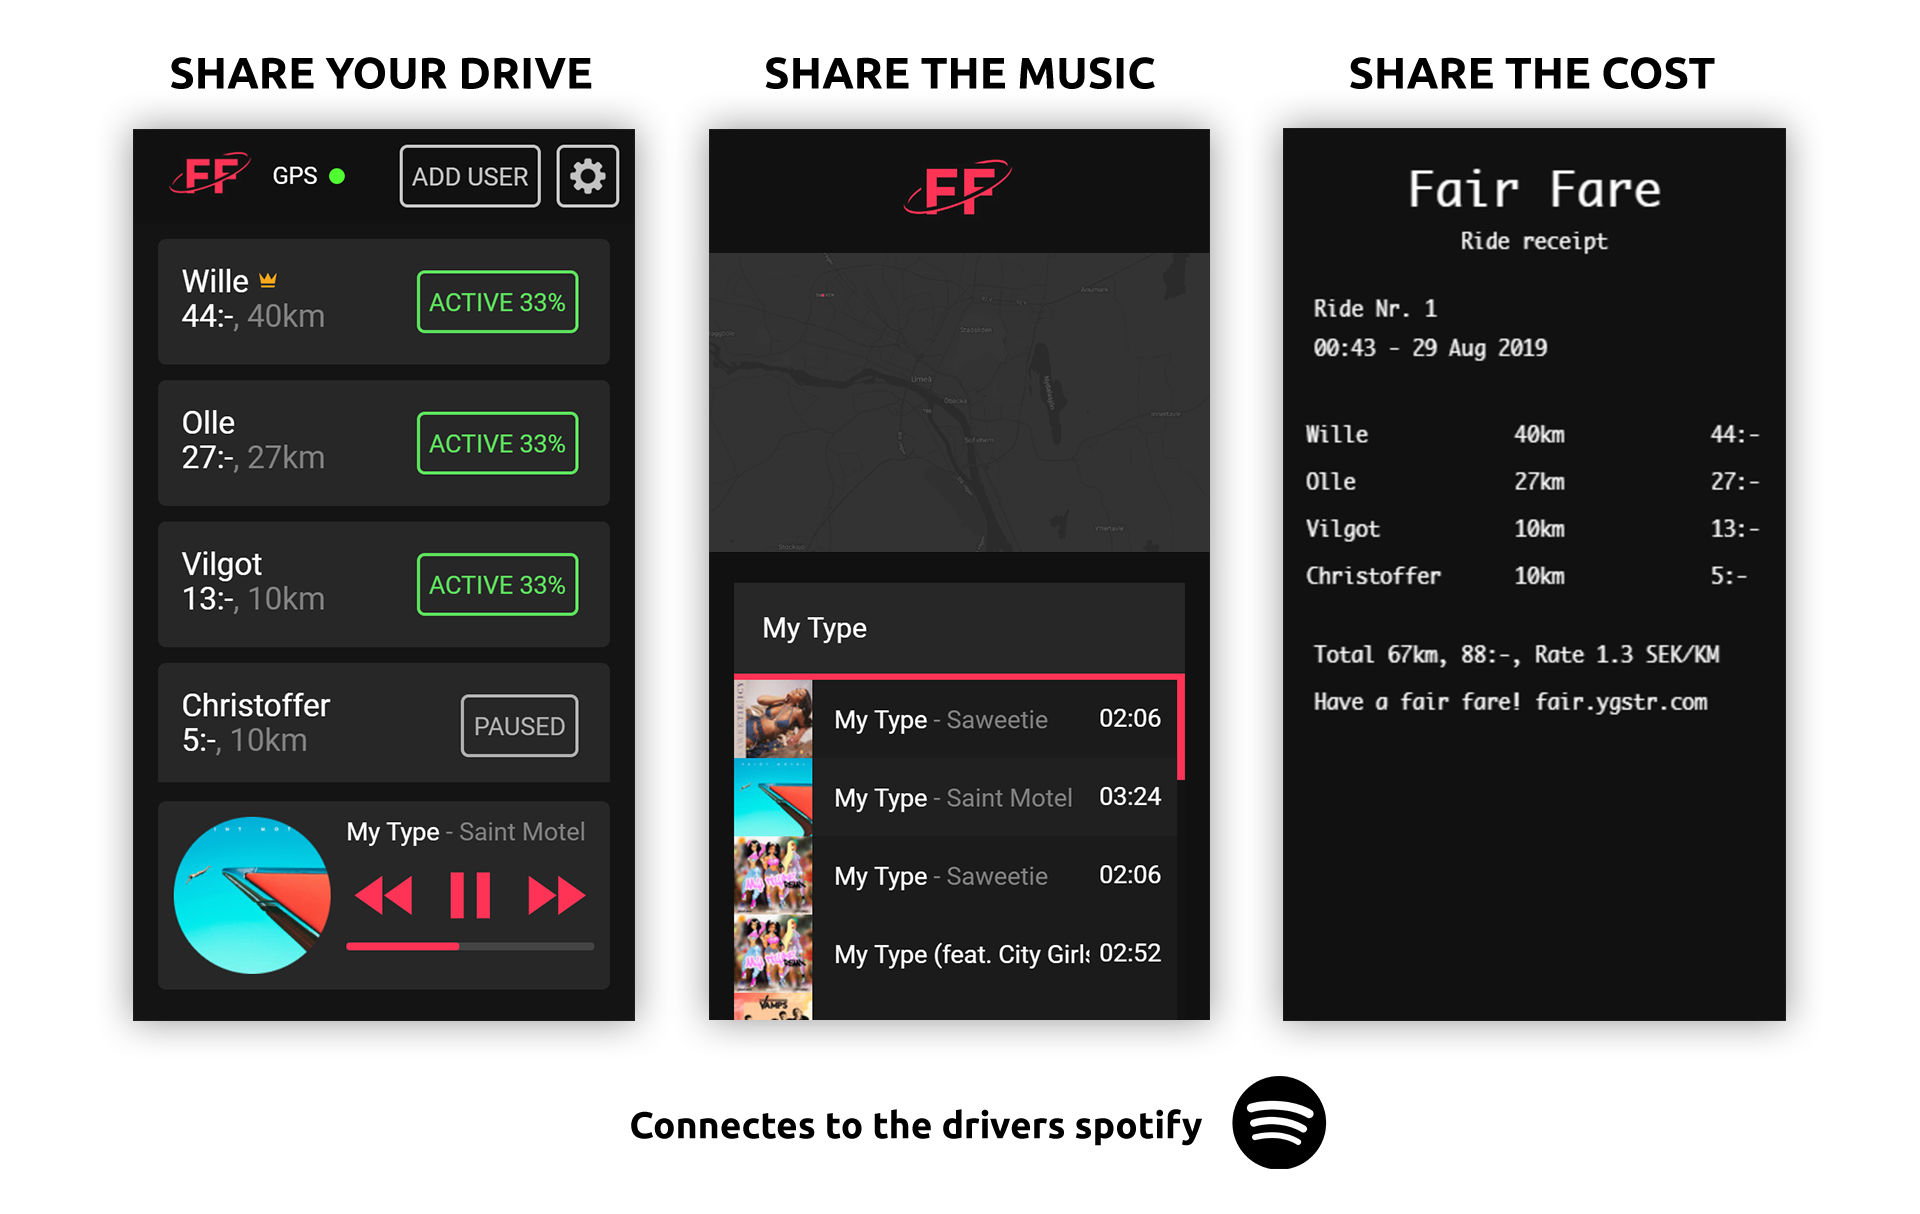 SHARE YOUR DRIVE
SHARE THE MUSIC
SHARE THE COST
FF
GPS
ADD USER
Wille
44:-, 40km
ACTIVE 33%
Olle
27:-, 27km
ACTIVE 33%
Vilgot
13:-, 10km
ACTIVE 33%
Christoffer
5:-, 10km
PAUSED
My Type - Saint Motel
FF
Umeå
My Type
My Type - Saweetie 02:06
My Type - Saint Motel 03:24
My Type - Saweetie 02:06
My Type (feat. City Girls 02:52
VAMPS
Fair Fare
Ride receipt
Ride Nr. 1
00:43 - 29 Aug 2019
Wille 40km 44:-
Olle 27km 27:-
Vilgot 10km 13:-
Christoffer 10km 5:-
Total 67km, 88:-, Rate 1.3 SEK/KM
Have a fair fare! fair.ygstr.com
Connectes to the drivers spotify